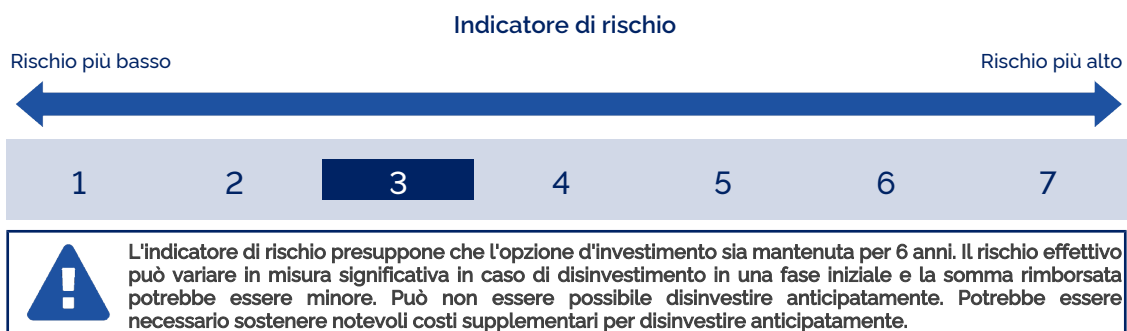 Indicatore di rischio
Rischio più basso
Rischio più alto
1 2 3 4 5 6 7
L'indicatore di rischio presuppone che l'opzione d'investimento sia mantenuta per 6 anni. Il rischio effettivo
può variare in misura significativa in caso di disinvestimento in una fase iniziale e la somma rimborsata
potrebbe essere minore. Può non essere possibile disinvestire anticipatamente. Potrebbe essere
necessario sostenere notevoli costi supplementari per disinvestire anticipatamente.